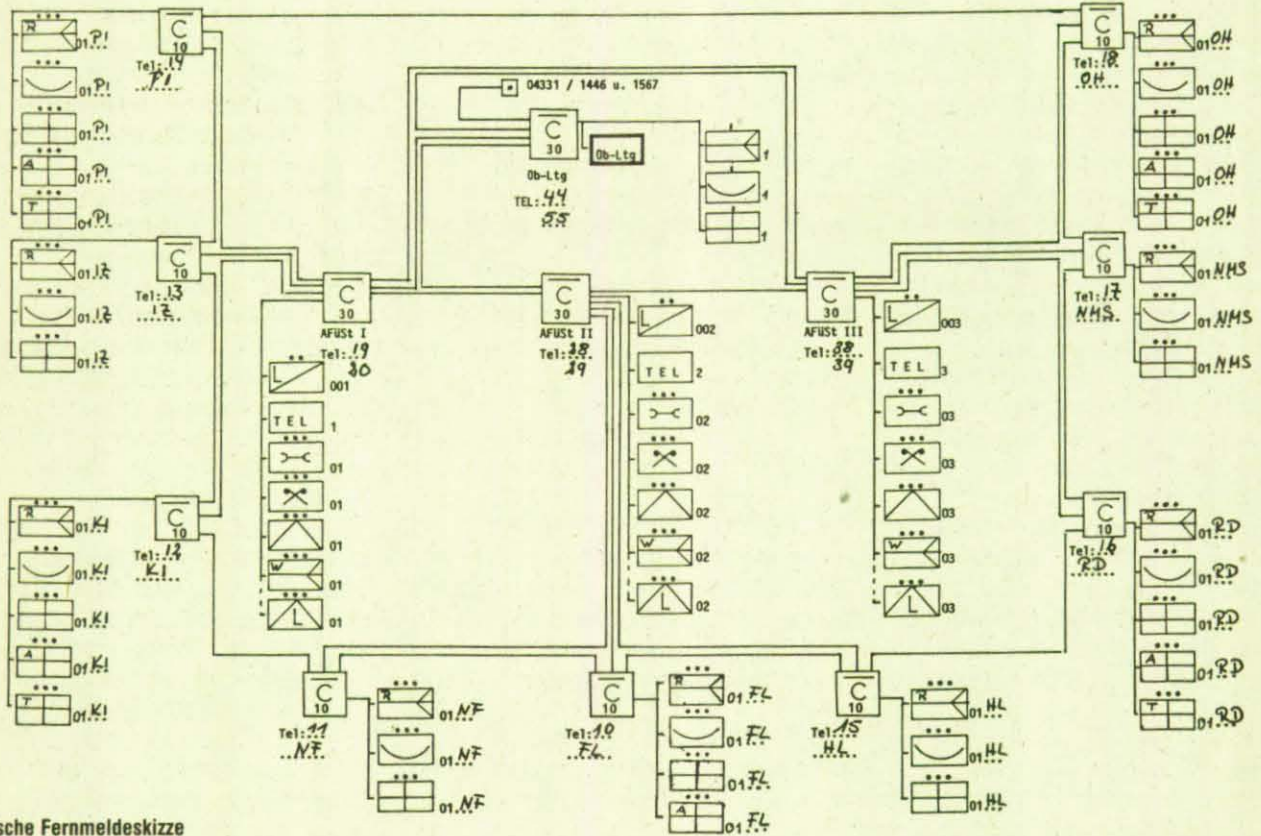 R 01 PI
01 PI
01 PI
A 01 PI
T 01 PI
C 10
Tel: 14
PI
04331 / 1446 u. 1567
C 30
Ob-Ltg
TEL: 44
55
Ob-Ltg
1
1
1
C 10
Tel: 18
OH
R 01 OH
01 OH
01 OH
A 01 OH
T 01 OH
R 01 IZ
01 IZ
01 IZ
C 10
Tel: 13
IZ
C 30
AFüSt I
Tel: 19
L 001
TEL 1
01
01
01
W 01
L 01
C 30
AFüSt II
Tel:
L 002
TEL 2
02
02
02
W 02
L 02
C 30
AFüSt III
Tel: 38
39
L 003
TEL 3
03
03
03
W 03
L 03
C 10
Tel: 17
NMS
R 01 NMS
01 NMS
01 NMS
R 01 KI
01 KI
01 KI
A 01 KI
T 01 KI
C 10
Tel: 12
KI
C 10
Tel: 16
RD
R 01 RD
01 RD
01 RD
A 01 RD
T 01 RD
C 10
Tel: 11
NF
R 01 NF
01 NF
01 NF
C 10
Tel: 10
FL
R 01 FL
01 FL
01 FL
A 01 FL
C 10
Tel: 15
HL
R 01 HL
01 HL
01 HL
sche Fernmeldeskizze